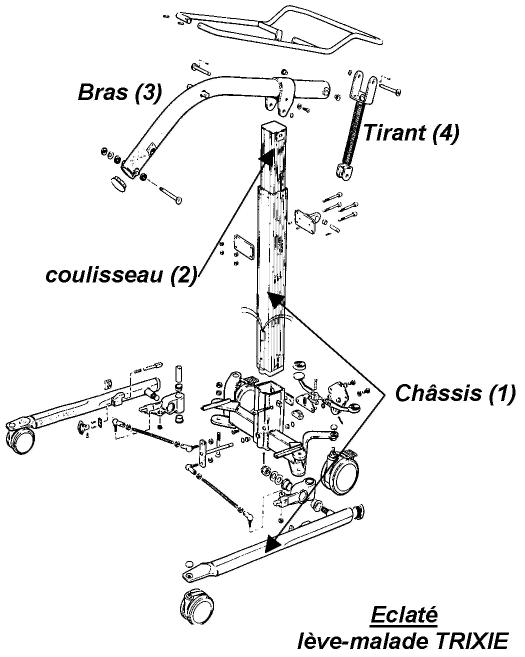 Bras (3)
Tirant (4)
coulisseau (2)
Châssis (1)
Eclaté
lève-malade TRIXIE